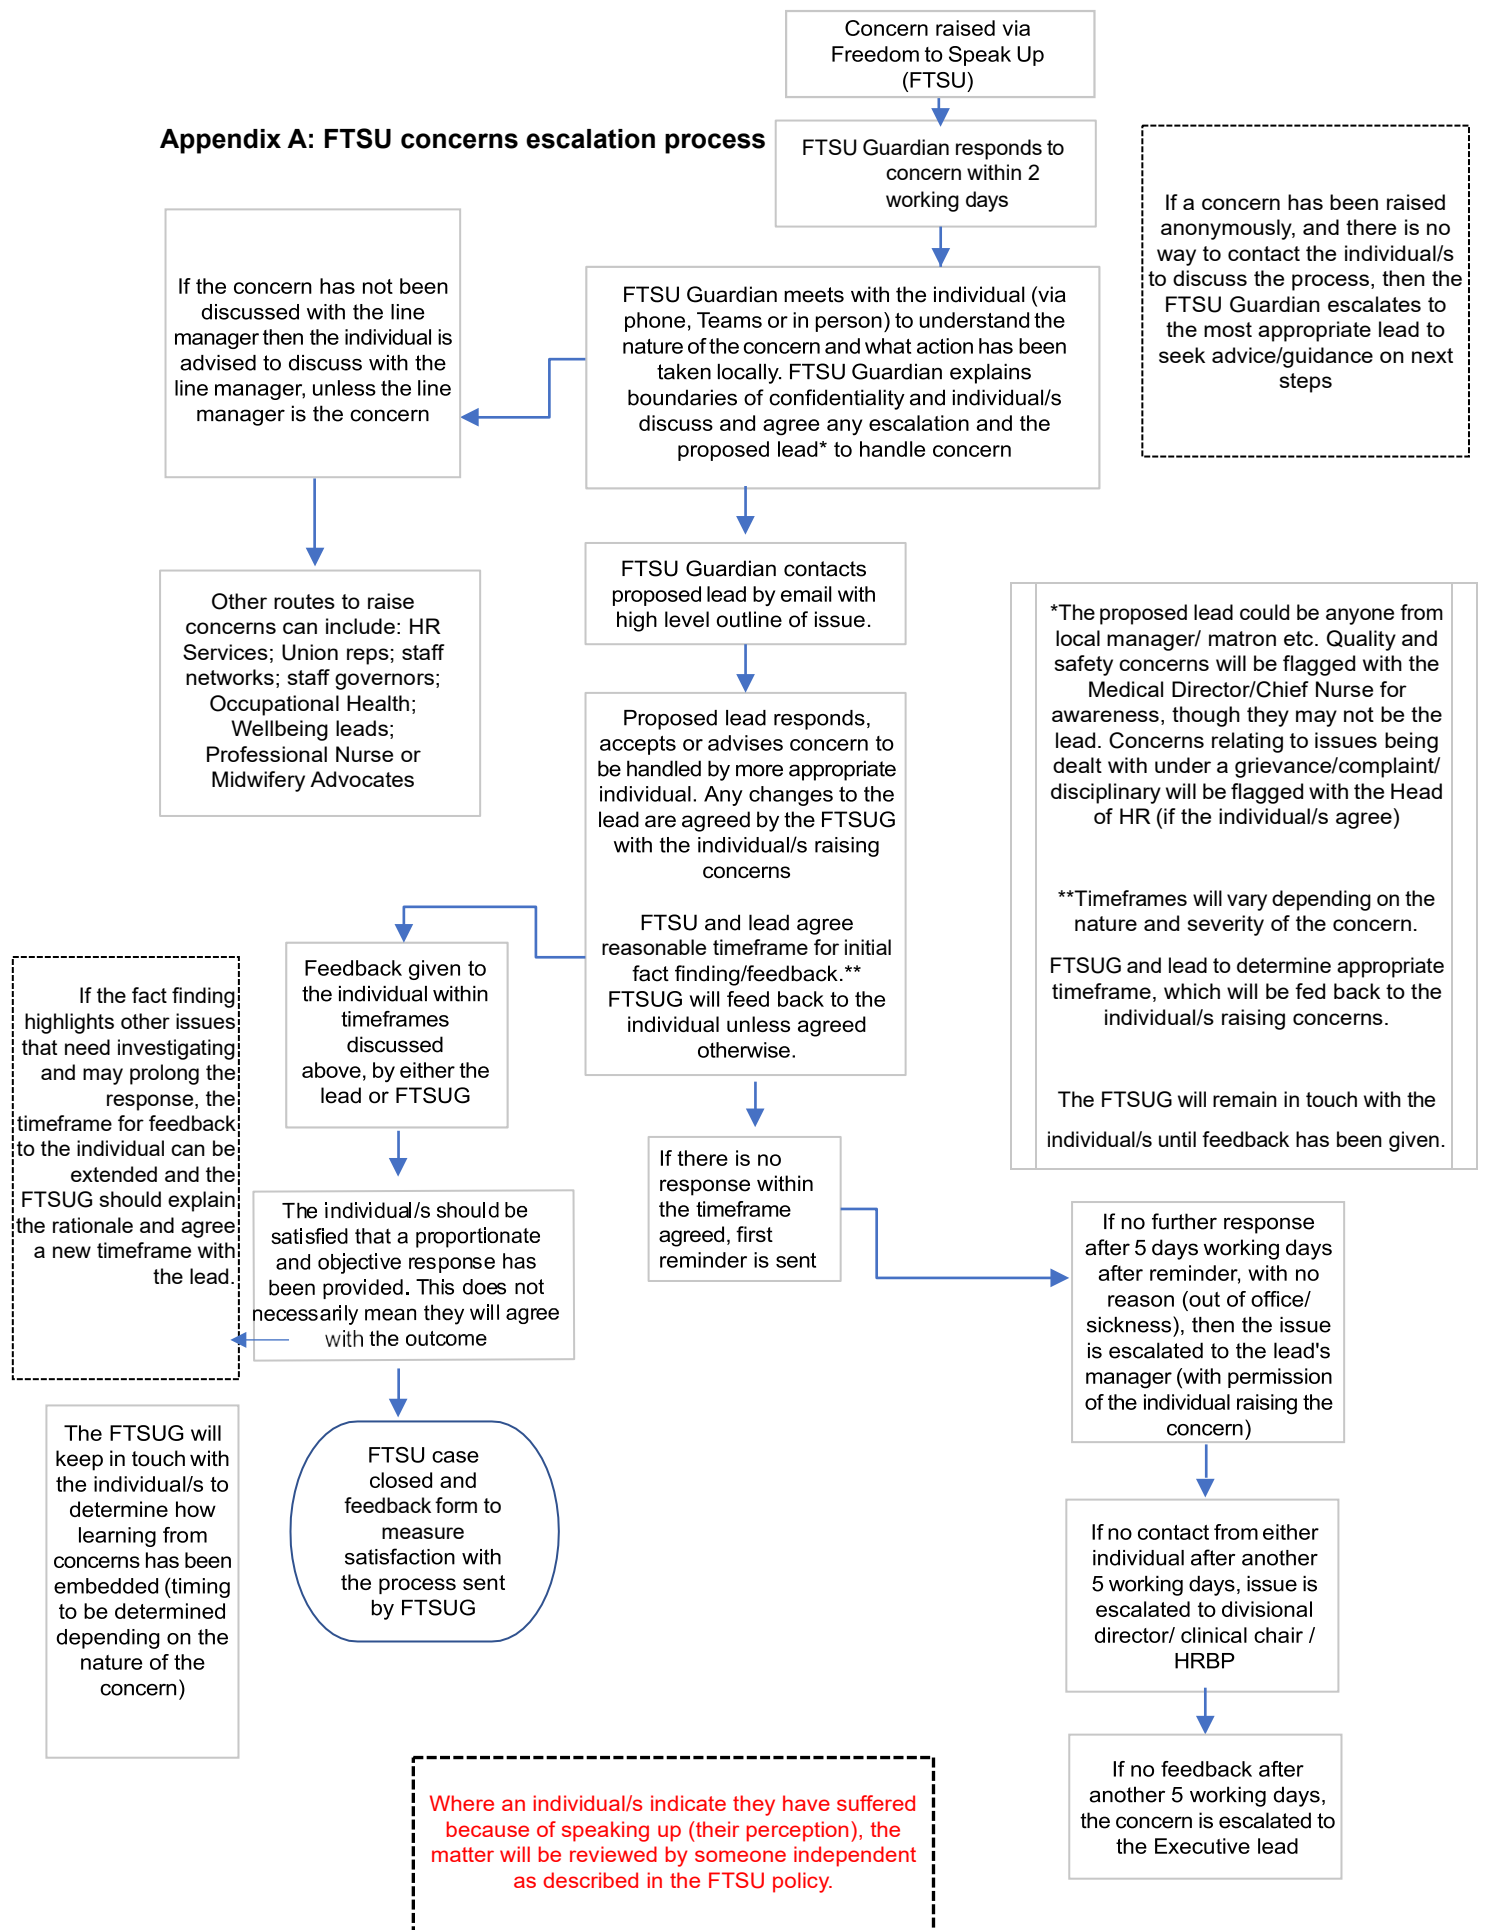 Concern raised via
Freedom to Speak Up
(FTSU)
Appendix A: FTSU concerns escalation process
FTSU Guardian responds to
concern within 2
working days
If a concern has been raised
anonymously, and there is no
way to contact the individual/s
to discuss the process, then the
FTSU Guardian escalates to
the most appropriate lead to
seek advice/guidance on next
steps
If the concern has not been
discussed with the line
manager then the individual is
advised to discuss with the
line manager, unless the line
manager is the concern
FTSU Guardian meets with the individual (via
phone, Teams or in person) to understand the
nature of the concern and what action has been
taken locally. FTSU Guardian explains
boundaries of confidentiality and individual/s
discuss and agree any escalation and the
proposed lead* to handle concern
Other routes to raise
concerns can include: HR
Services; Union reps; staff
networks; staff governors;
Occupational Health;
Wellbeing leads;
Professional Nurse or
Midwifery Advocates
FTSU Guardian contacts
proposed lead by email with
high level outline of issue.
*The proposed lead could be anyone from
local manager/ matron etc. Quality and
safety concerns will be flagged with the
Medical Director/Chief Nurse for
awareness, though they may not be the
lead. Concerns relating to issues being
dealt with under a grievance/complaint/
disciplinary will be flagged with the Head
of HR (if the individual/s agree)
**Timeframes will vary depending on the
nature and severity of the concern.
FTSUG and lead to determine appropriate
timeframe, which will be fed back to the
individual/s raising concerns.
The FTSUG will remain in touch with the
individual/s until feedback has been given.
Proposed lead responds,
accepts or advises concern to
be handled by more appropriate
individual. Any changes to the
lead are agreed by the FTSUG
with the individual/s raising
concerns
FTSU and lead agree
reasonable timeframe for initial
fact finding/feedback.**
FTSUG will feed back to the
individual unless agreed
otherwise.
Feedback given to
the individual within
timeframes
discussed
above, by either the
lead or FTSUG
If the fact finding
highlights other issues
that need investigating
and may prolong the
response, the
timeframe for feedback
to the individual can be
extended and the
FTSUG should explain
the rationale and agree
a new timeframe with
the lead.
If there is no
response within
the timeframe
agreed, first
reminder is sent
The individual/s should be
satisfied that a proportionate
and objective response has
been provided. This does not
necessarily mean they will agree
with the outcome
If no further response
after 5 days working days
after reminder, with no
reason (out of office/
sickness), then the issue
is escalated to the lead's
manager (with permission
of the individual raising the
concern)
The FTSUG will
keep in touch with
the individual/s to
determine how
learning from
concerns has been
embedded (timing
to be determined
depending on the
nature of the
concern)
FTSU case
closed and
feedback form to
measure
satisfaction with
the process sent
by FTSUG
If no contact from either
individual after another
5 working days, issue is
escalated to divisional
director/ clinical chair /
HRBP
If no feedback after
another 5 working days,
the concern is escalated to
the Executive lead
Where an individual/s indicate they have suffered
because of speaking up (their perception), the
matter will be reviewed by someone independent
as described in the FTSU policy.